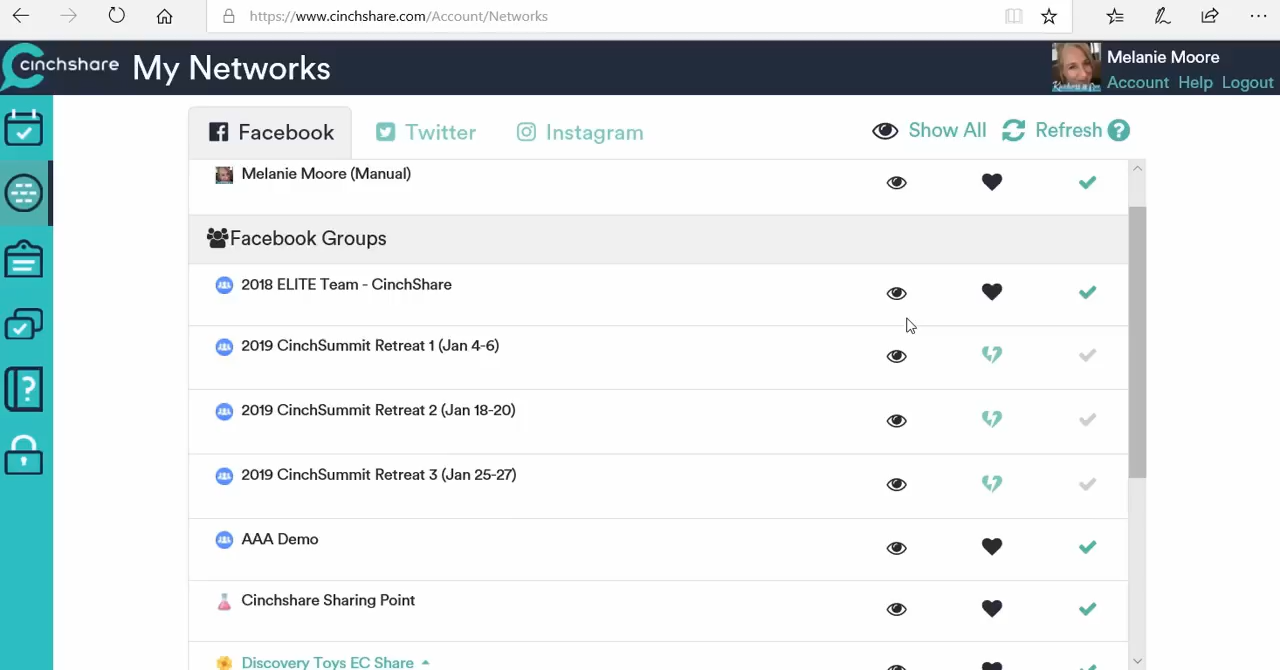 https://www.cinchshare.com/Account/Networks
cinchshare My Networks
Melanie Moore
Account Help Logout
Facebook Twitter Instagram Show All Refresh ?
Melanie Moore (Manual)
Facebook Groups
2018 ELITE Team - CinchShare
2019 CinchSummit Retreat 1 (Jan 4-6)
2019 CinchSummit Retreat 2 (Jan 18-20)
2019 CinchSummit Retreat 3 (Jan 25-27)
AAA Demo
Cinchshare Sharing Point
Discovery Toys EC Share